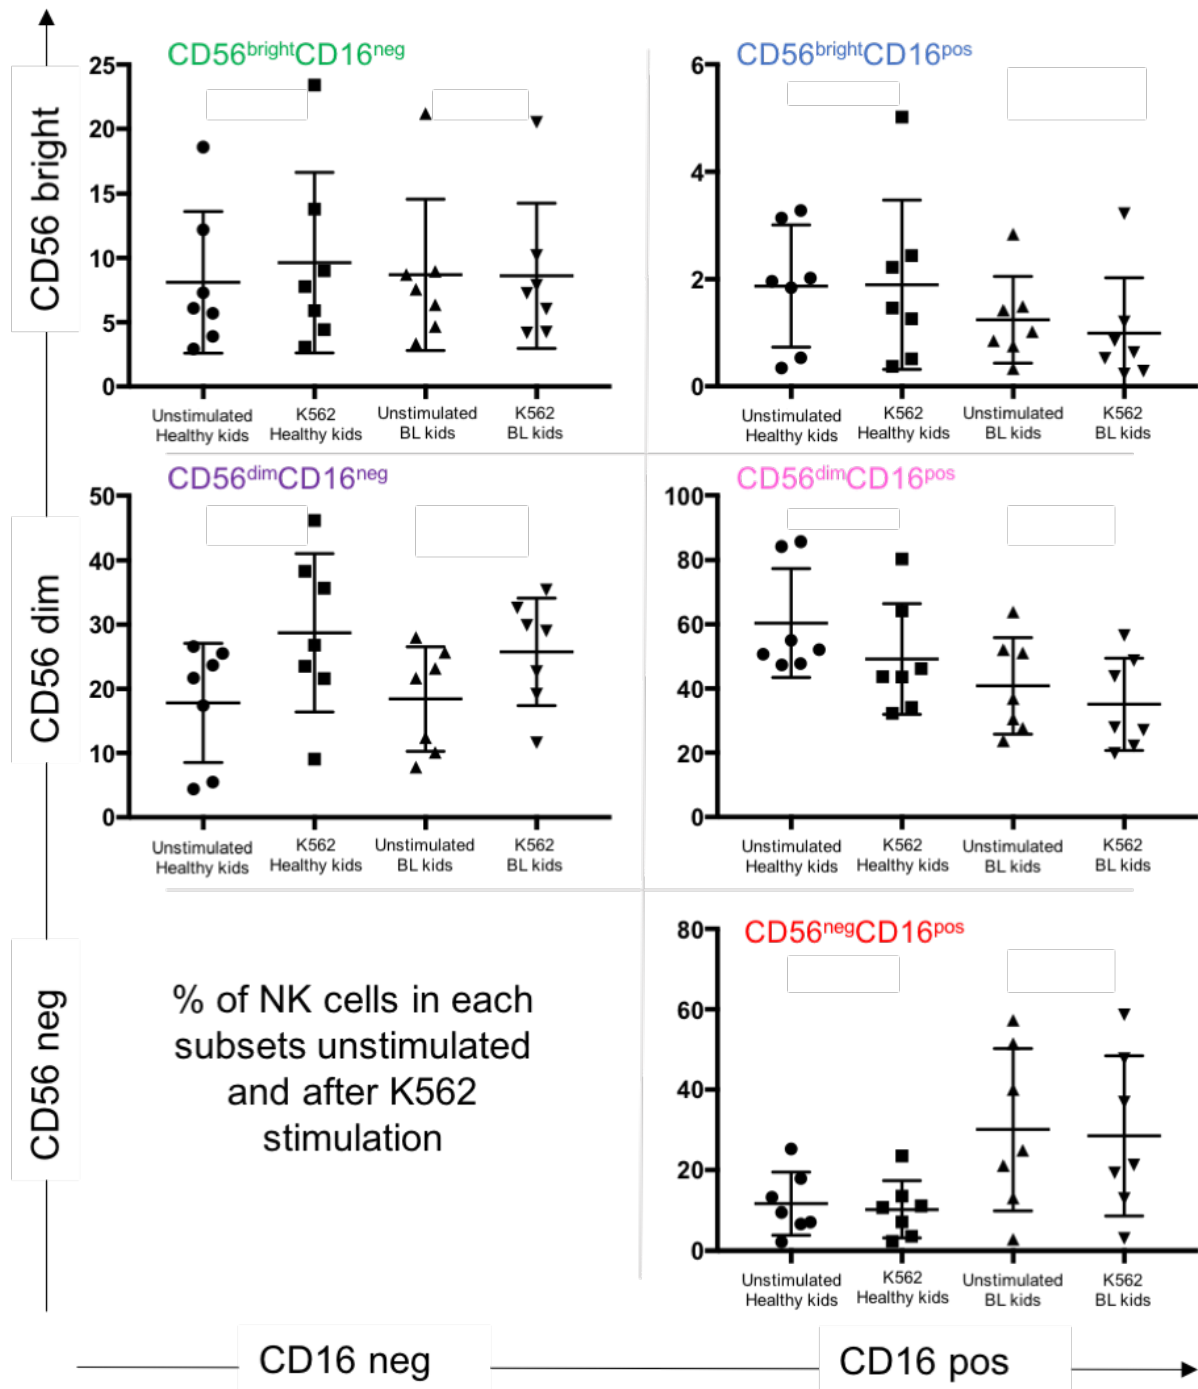 CD56 bright
CD56brightCD16neg
25
20
15
10
5
0
Unstimulated
Healthy kids
K562
Healthy kids
Unstimulated
BL kids
K562
BL kids
CD56brightCD16pos
6
4
2
0
Unstimulated
Healthy kids
K562
Healthy kids
Unstimulated
BL kids
K562
BL kids
CD56 dim
CD56dimCD16neg
50
40
30
20
10
0
Unstimulated
Healthy kids
K562
Healthy kids
Unstimulated
BL kids
K562
BL kids
CD56dimCD16pos
100
80
60
40
20
0
Unstimulated
Healthy kids
K562
Healthy kids
Unstimulated
BL kids
K562
BL kids
CD56 neg
% of NK cells in each
subsets unstimulated
and after K562
stimulation
CD56negCD16pos
80
60
40
20
0
Unstimulated
Healthy kids
K562
Healthy kids
Unstimulated
BL kids
K562
BL kids
CD16 neg
CD16 pos